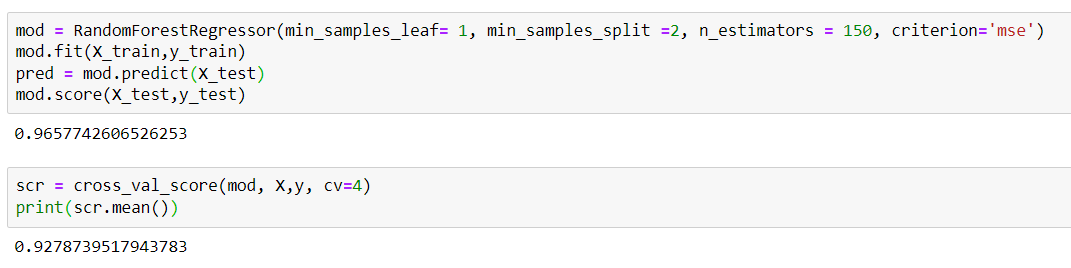 mod = RandomForestRegressor(min_samples_leaf= 1, min_samples_split =2, n_estimators = 150, criterion='mse')
mod.fit(X_train,y_train)
pred = mod.predict(X_test)
mod.score(X_test,y_test)
0.9657742606526253
scr = cross_val_score(mod, X,y, cv=4)
print(scr.mean())
0.9278739517943783